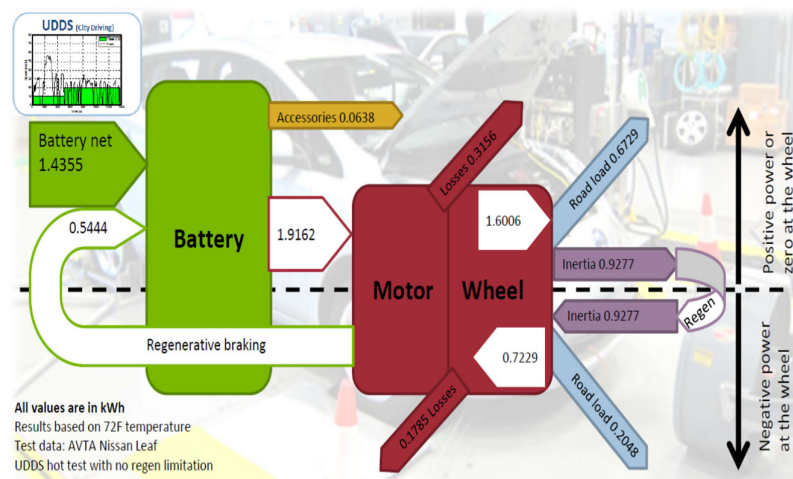 UDDS (City Driving)
Battery net
1.4355
0.5444
Battery
Accessories 0.0638
1.9162
Regenerative braking
Losses 0.3156
Motor
Wheel
1.6006
0.7229
0.1785 Losses
Road load 0.6729
Inertia 0.9277
Regen
Inertia 0.9277
Road load 0.2048
Positive power or
zero at the wheel
Negative power
at the wheel
All values are in kWh
Results based on 72F temperature
Test data: AVTA Nissan Leaf
UDDS hot test with no regen limitation